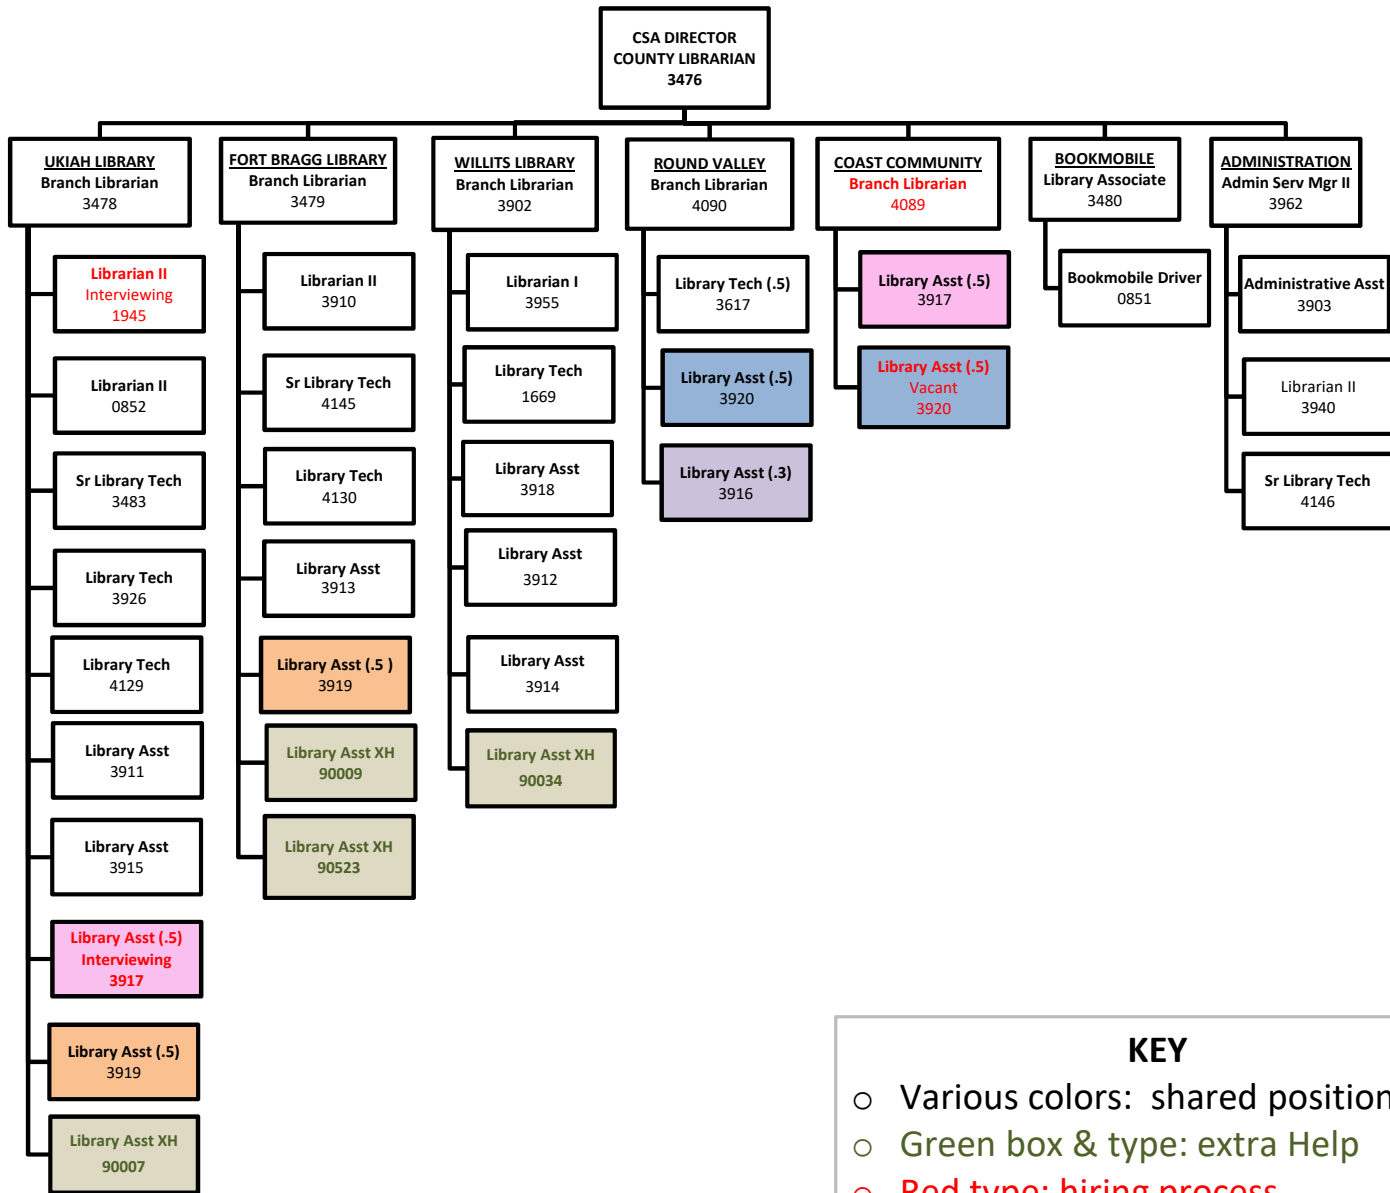 CSA DIRECTOR
COUNTY LIBRARIAN
3476
UKIAH LIBRARY
Branch Librarian
3478
Librarian II
Interviewing
1945
Librarian II
0852
Sr Library Tech
3483
Library Tech
3926
Library Tech
4129
Library Asst
3911
Library Asst
3915
Library Asst (.5)
Interviewing
3917
Library Asst (.5)
3919
Library Asst XH
90007
FORT BRAGG LIBRARY
Branch Librarian
3479
Librarian II
3910
Sr Library Tech
4145
Library Tech
4130
Library Asst
3913
Library Asst (.5 )
3919
Library Asst XH
90009
Library Asst XH
90523
WILLITS LIBRARY
Branch Librarian
3902
Librarian I
3955
Library Tech
1669
Library Asst
3918
Library Asst
3912
Library Asst
3914
Library Asst XH
90034
ROUND VALLEY
Branch Librarian
4090
Library Tech (.5)
3617
Library Asst (.5)
3920
Library Asst (.3)
3916
COAST COMMUNITY
Branch Librarian
4089
Library Asst (.5)
3917
Library Asst (.5)
Vacant
3920
BOOKMOBILE
Library Associate
3480
Bookmobile Driver
0851
ADMINISTRATION
Admin Serv Mgr II
3962
Administrative Asst
3903
Librarian II
3940
Sr Library Tech
4146
KEY
○ Various colors: shared position
○ Green box & type: extra Help
○ Red type: hiring process